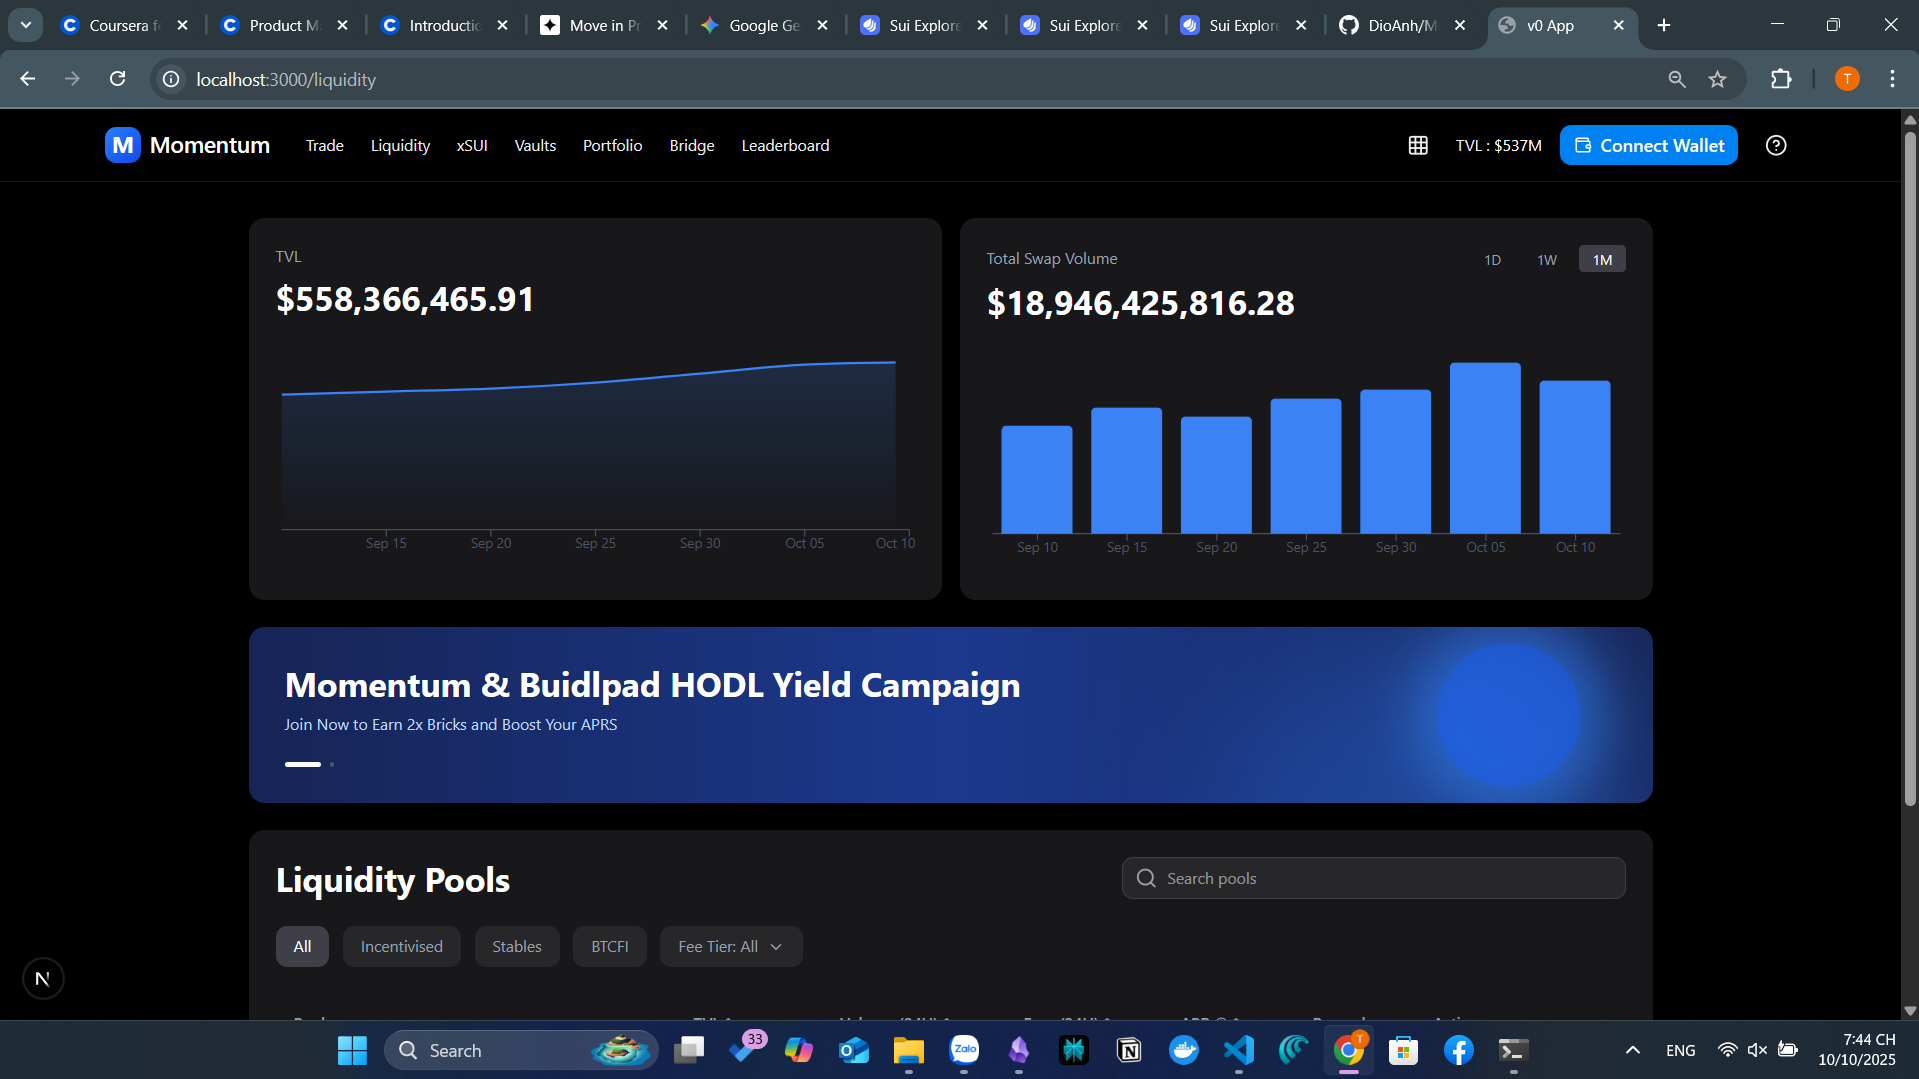 Coursera f
Product M
Introductio
Move in Pr
Google Ge
Sui Explore
Sui Explore
Sui Explore
DioAnh/M
v0 App
localhost:3000/liquidity
T
M Momentum
Trade
Liquidity
xSUI
Vaults
Portfolio
Bridge
Leaderboard
TVL : $537M
Connect Wallet
TVL
$558,366,465.91
Sep 15 Sep 20 Sep 25 Sep 30 Oct 05 Oct 10
Total Swap Volume
1D 1W 1M
$18,946,425,816.28
Sep 10 Sep 15 Sep 20 Sep 25 Sep 30 Oct 05 Oct 10
Momentum & Buidlpad HODL Yield Campaign
Join Now to Earn 2x Bricks and Boost Your APRS
Liquidity Pools
Search pools
All
Incentivised
Stables
BTCFI
Fee Tier: All
N
Search
33
Zalo
T
ENG
7:44 CH
10/10/2025